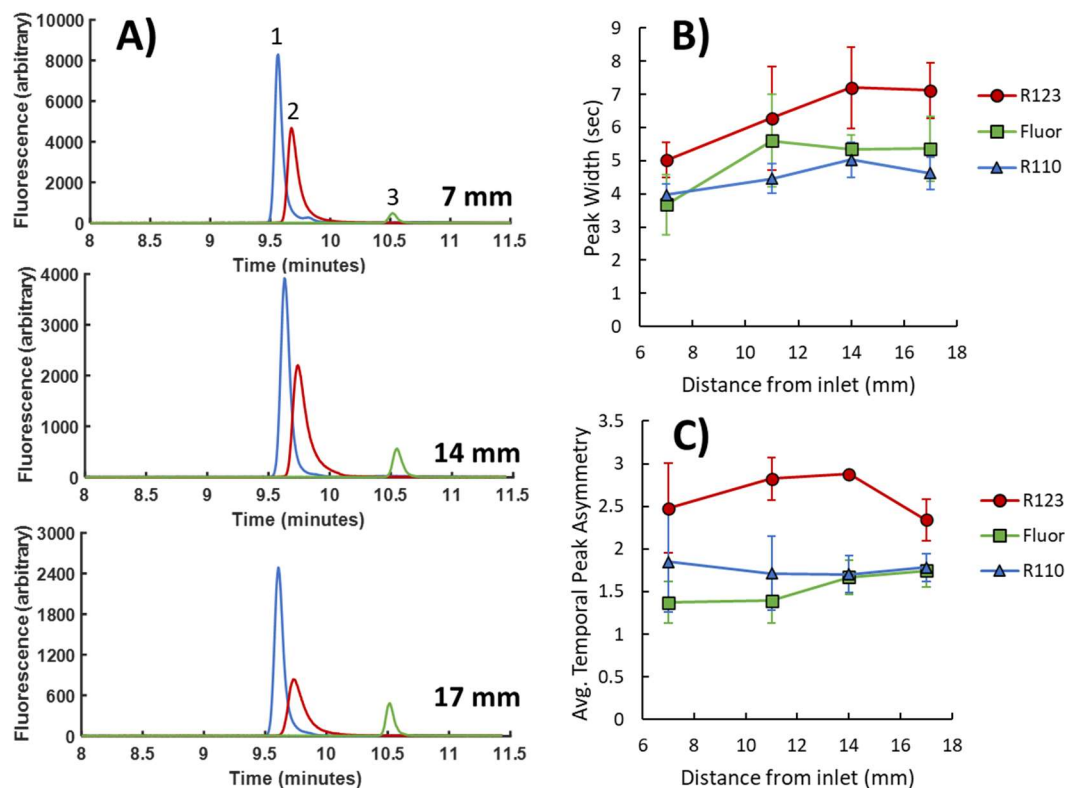 A)
Fluorescence (arbitrary)
10000
8000
6000
4000
2000
0
1
2
3
7 mm
8 8.5 9 9.5 10 10.5 11 11.5
Time (minutes)
Fluorescence (arbitrary)
4000
3000
2000
1000
0
14 mm
8 8.5 9 9.5 10 10.5 11 11.5
Time (minutes)
Fluorescence (arbitrary)
3000
2400
1800
1200
600
0
17 mm
8 8.5 9 9.5 10 10.5 11 11.5
Time (minutes)
B)
Peak Width (sec)
9
8
7
6
5
4
3
2
1
0
6 8 10 12 14 16 18
Distance from inlet (mm)
R123
Fluor
R110
C)
Avg. Temporal Peak Asymmetry
3.5
3
2.5
2
1.5
1
0.5
0
6 8 10 12 14 16 18
Distance from inlet (mm)
R123
Fluor
R110